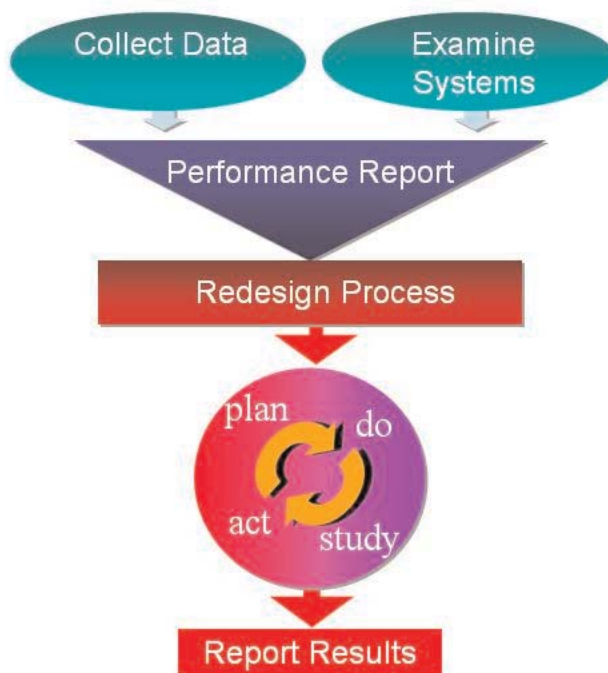 Collect Data
Examine
Systems
Performance Report
Redesign Process
plan
do
act
study
Report Results